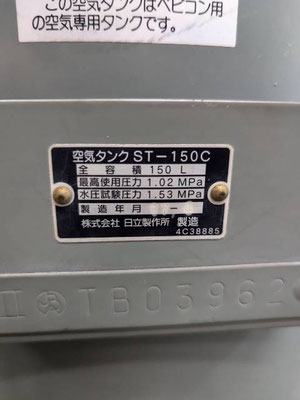 この空気タンクはベビコン用
の空気専用タンクです。
空気タンク ST-150C
全容積 150 L
最高使用圧力 1.02 MPa
水圧試験圧力 1.53 MPa
製造年月
株式会社 日立製作所 製造
4C38885
TB03962